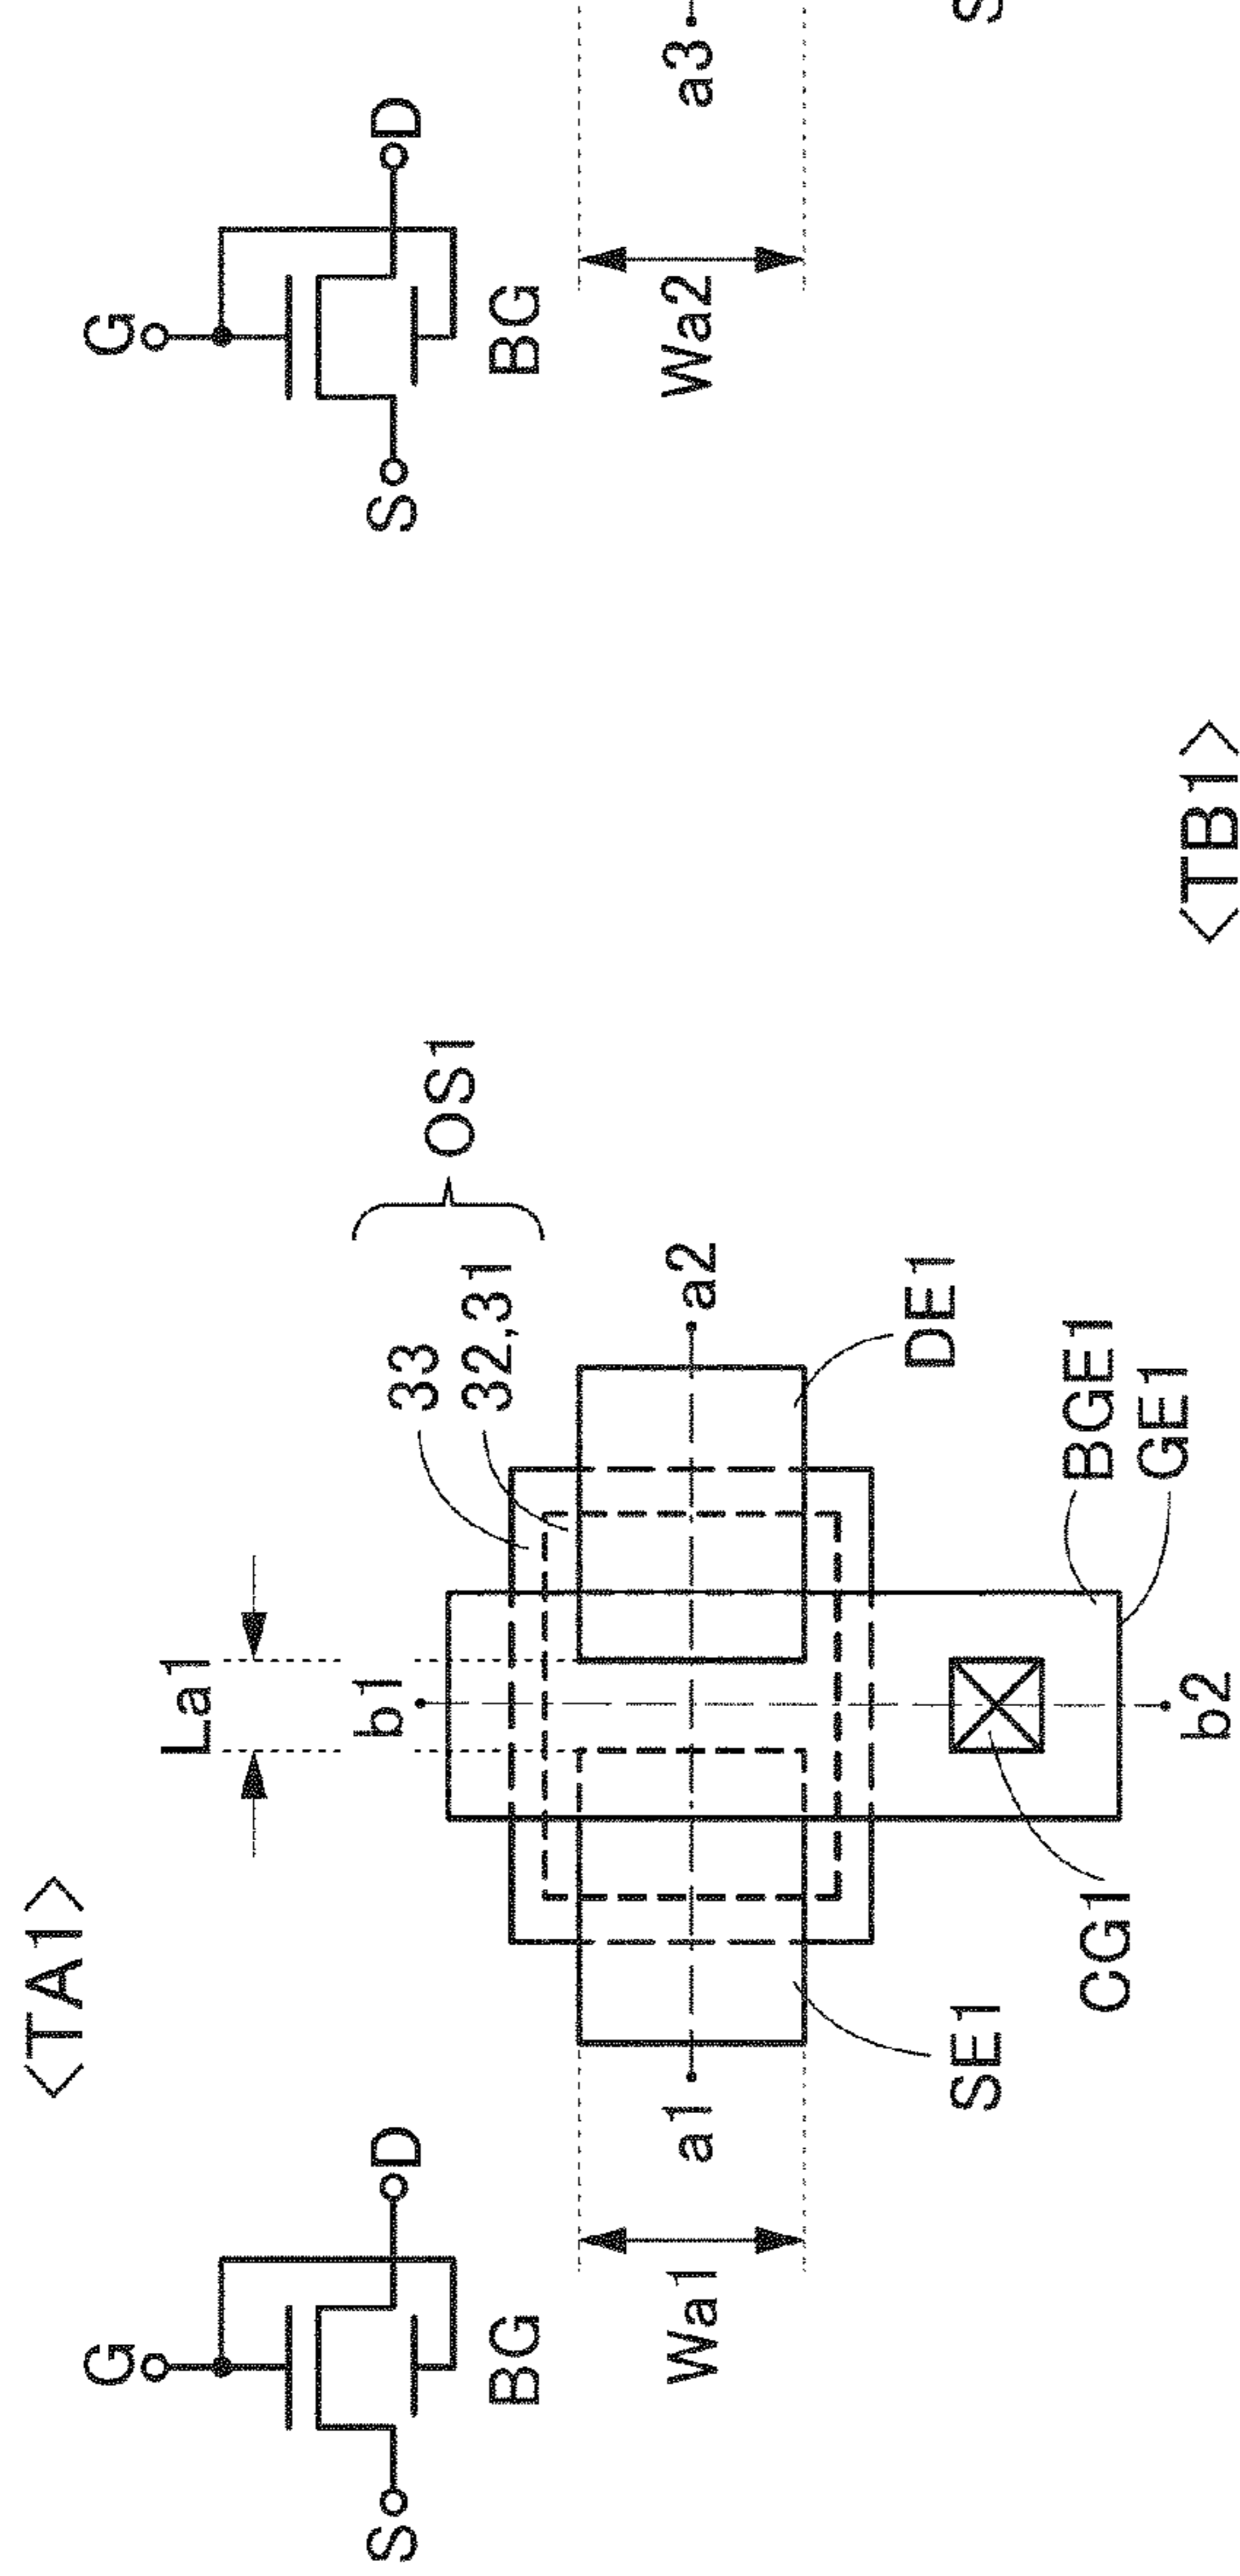 <TA1>
G
S
D
BG
La1
b1
33
32,31
OS1
Wa1
a1
a2
SE1
DE1
CG1
BGE1
GE1
b2
G
S
D
BG
Wa2
a3
S
<TB1>